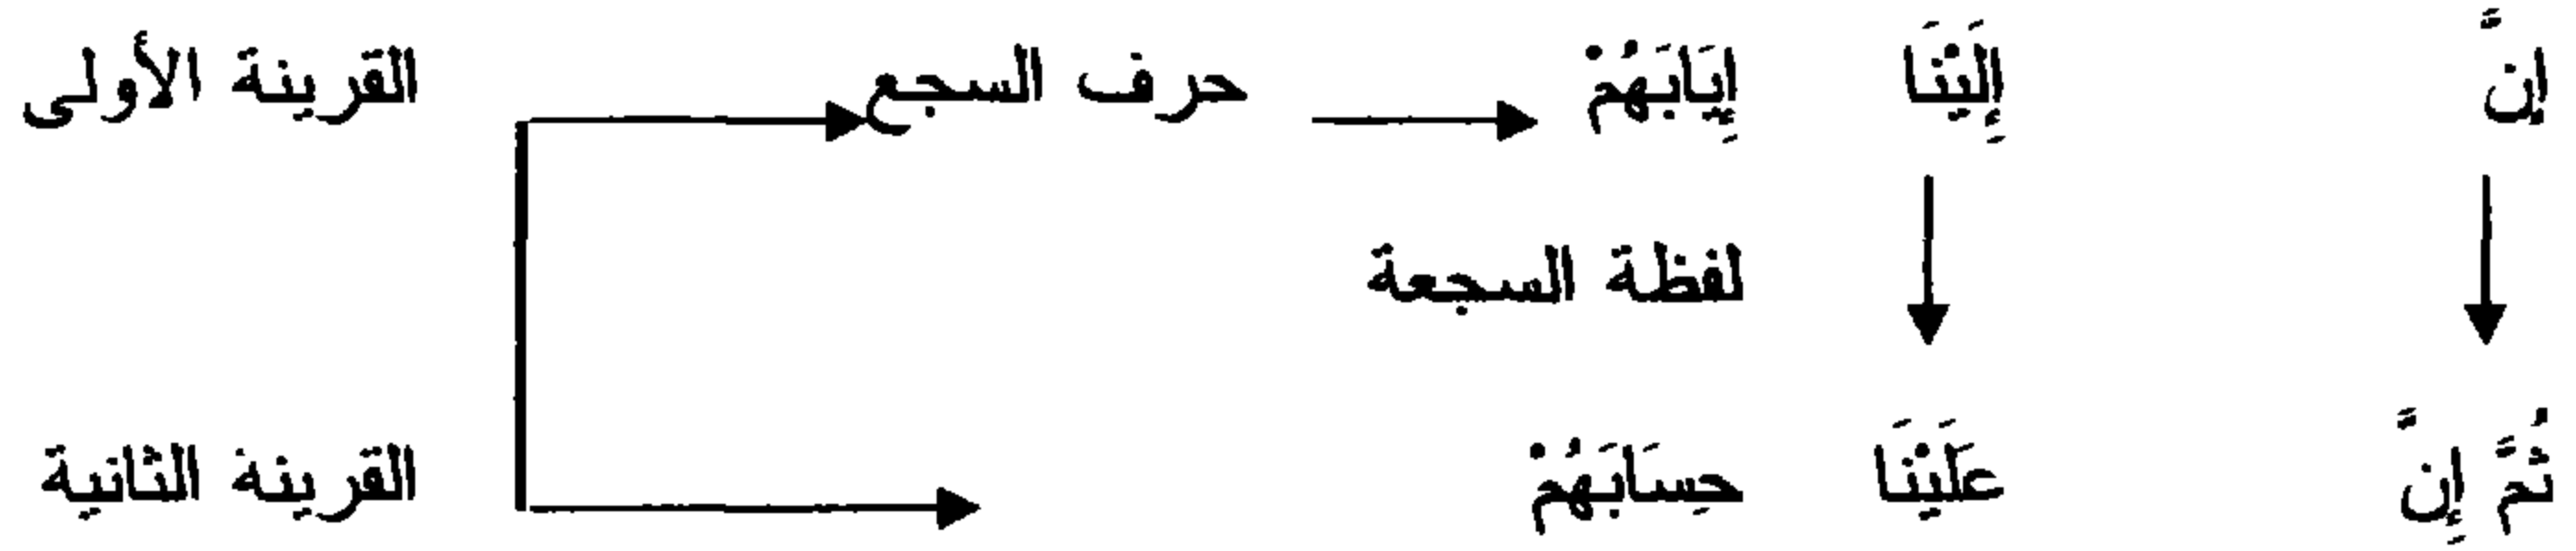 إنَّ إِلَيْنَا إِيَابَهُمْ حرف السجع القرينة الأولى
لفظة السجعة
ثُمَّ إِنَّ عَلَيْنَا حِسَابَهُمْ القرينة الثانية